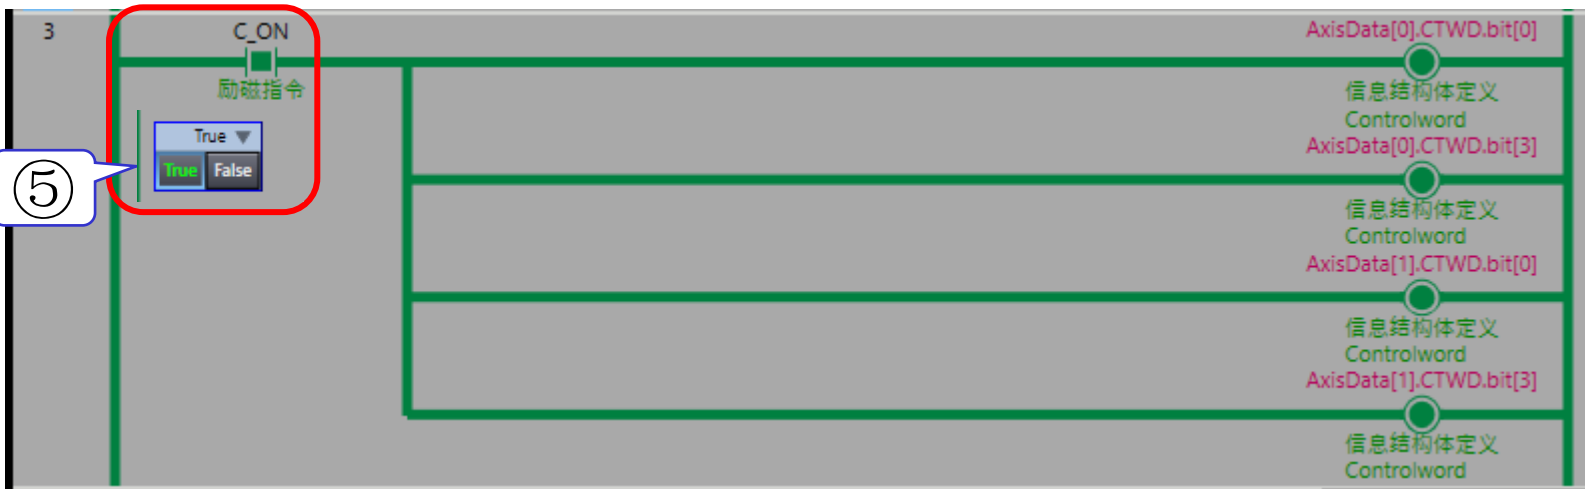 3
C_ON
AxisData[0].CTWD.bit[0]
励磁指令
信息结构体定义
Controlword
True
True False
⑤
AxisData[0].CTWD.bit[3]
信息结构体定义
Controlword
AxisData[1].CTWD.bit[0]
信息结构体定义
Controlword
AxisData[1].CTWD.bit[3]
信息结构体定义
Controlword